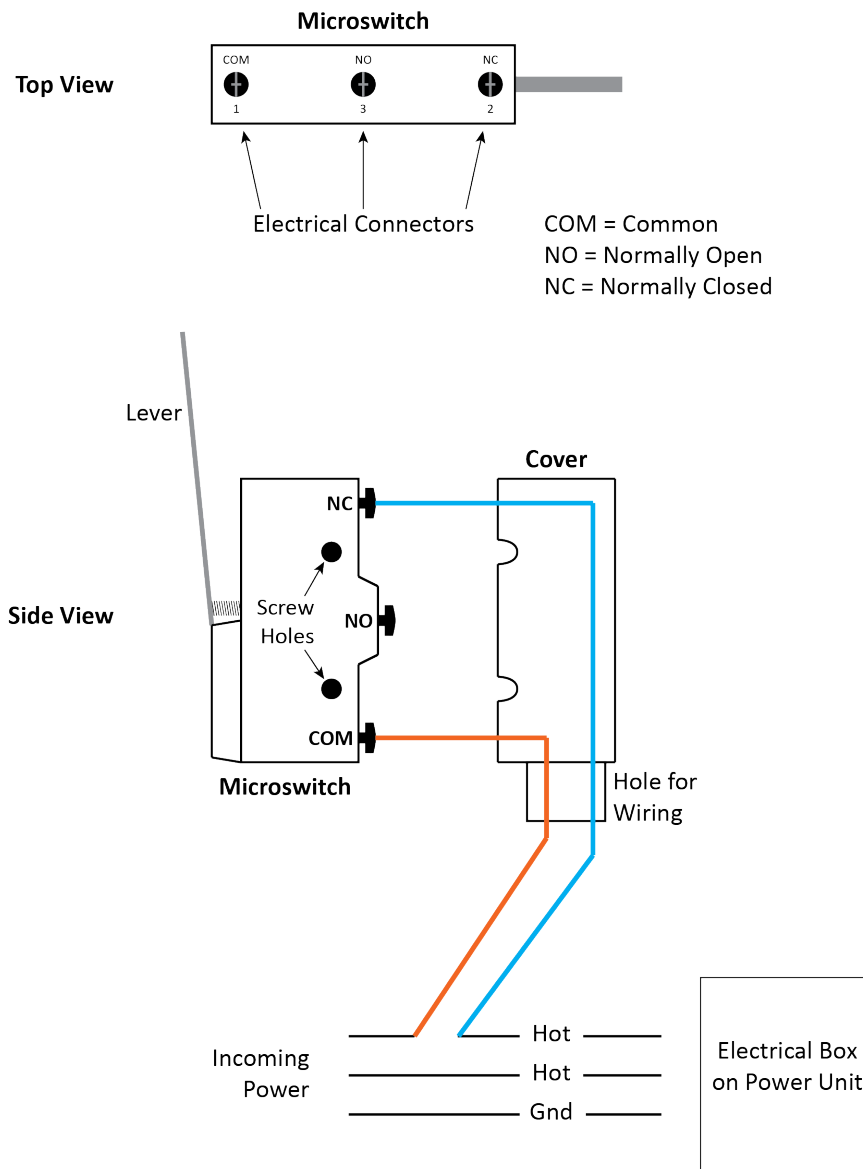 Microswitch
Top View
COM NO NC
1 3 2
Electrical Connectors
COM = Common
NO = Normally Open
NC = Normally Closed
Lever
Cover
NC
Side View
Screw
Holes
NO
COM
Microswitch
Hole for
Wiring
Incoming
Power
Hot
Hot
Gnd
Electrical Box
on Power Unit